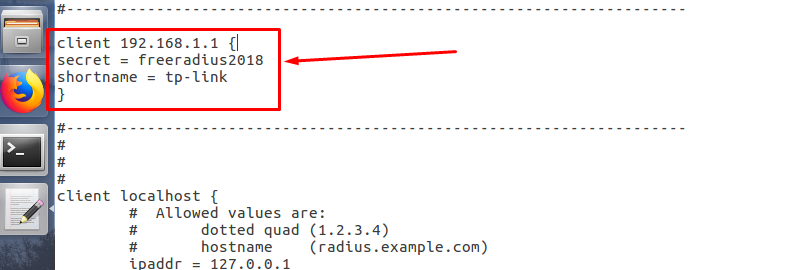 #----------------------------------------------------------------------
client 192.168.1.1 {
secret = freeradius2018
shortname = tp-link
}
#----------------------------------------------------------------------
#
#
#
client localhost {
        #  Allowed values are:
        #       dotted quad (1.2.3.4)
        #       hostname    (radius.example.com)
        ipaddr = 127.0.0.1